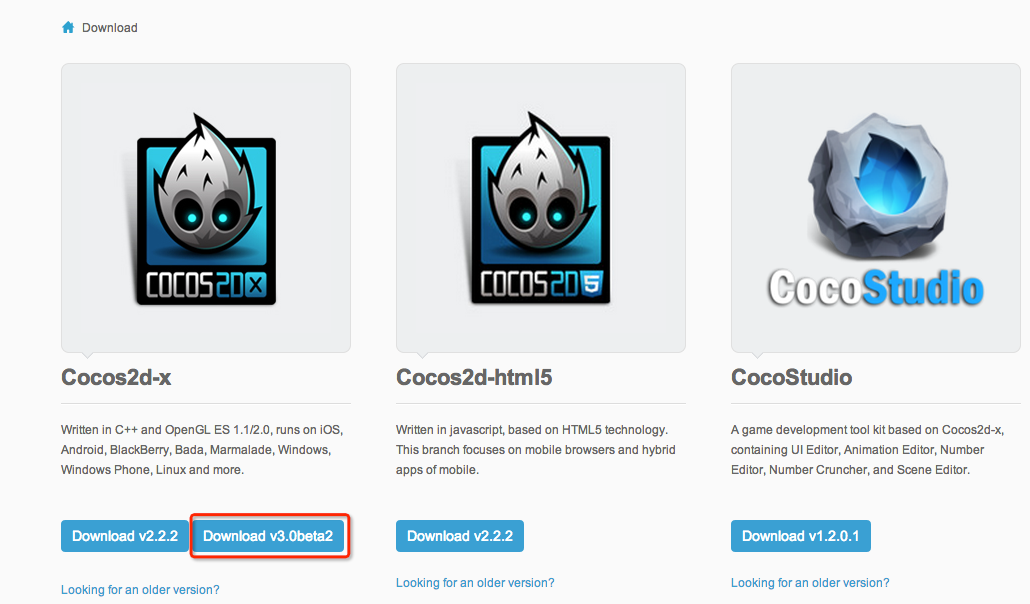 Download
COCOS2DX
COCOS2D5
CocoStudio
Cocos2d-x
Cocos2d-html5
CocoStudio
Written in C++ and OpenGL ES 1.1/2.0, runs on iOS,
Android, BlackBerry, Bada, Marmalade, Windows,
Windows Phone, Linux and more.
Written in javascript, based on HTML5 technology.
This branch focuses on mobile browsers and hybrid
apps of mobile.
A game development tool kit based on Cocos2d-x,
containing UI Editor, Animation Editor, Number
Editor, Number Cruncher, and Scene Editor.
Download v2.2.2
Download v3.0beta2
Download v2.2.2
Download v1.2.0.1
Looking for an older version?
Looking for an older version?
Looking for an older version?